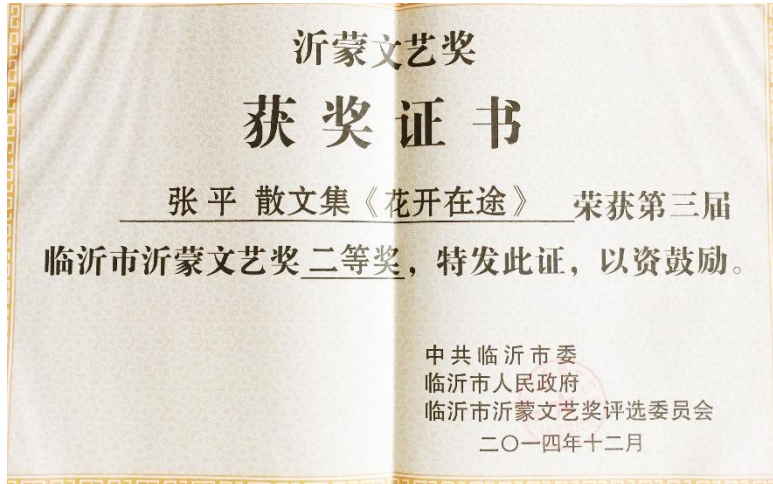 沂蒙文艺奖
获奖证书
张平 散文集《花开在途》 荣获第三届
临沂市沂蒙文艺奖二等奖，特发此证，以资鼓励。
中共临沂市委
临沂市人民政府
临沂市沂蒙文艺奖评选委员会
二〇一四年十二月